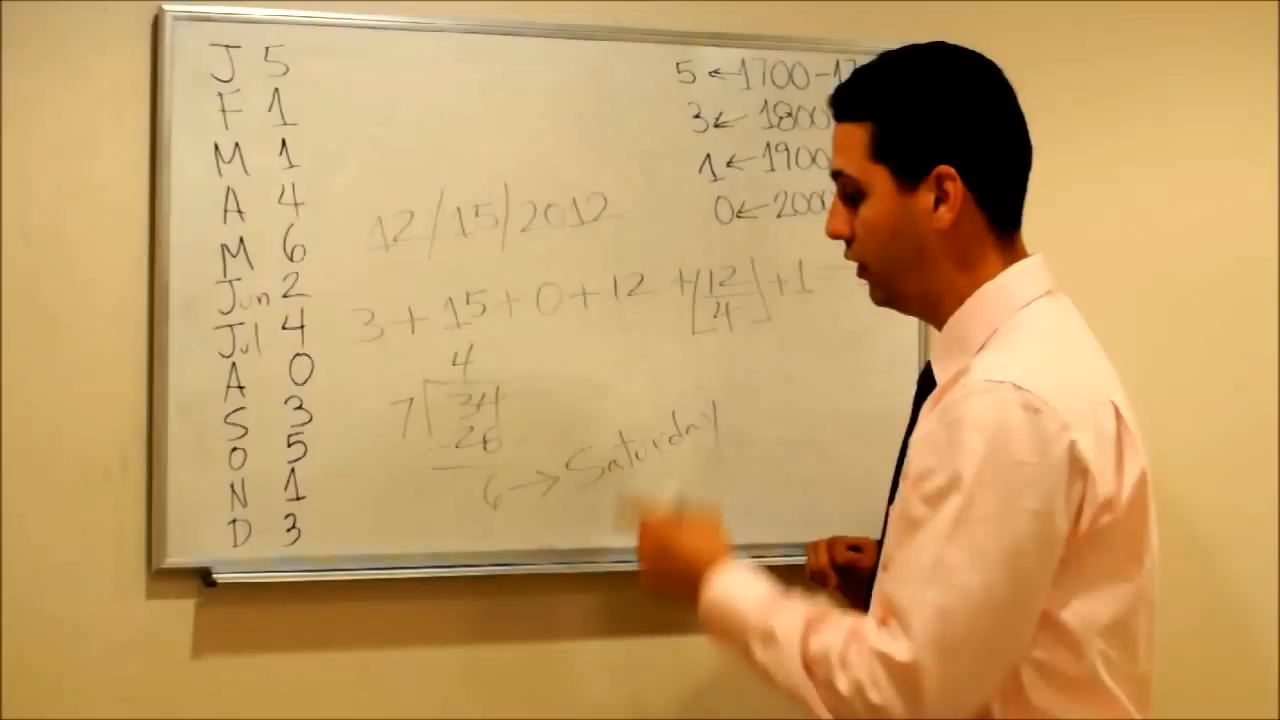 J 5
F 1
M 1
A 4
M 6
Jun 2
Jul 4
A 0
S 3
O 5
N 1
D 3
5 ← 1700 - 17
3 ← 1800
1 ← 1900
0 ← 2000
12/15/2012
3 + 15 + 0 + 12 + ⌊12/4⌋ + 1
4
7 34
- 28
6 → Saturday